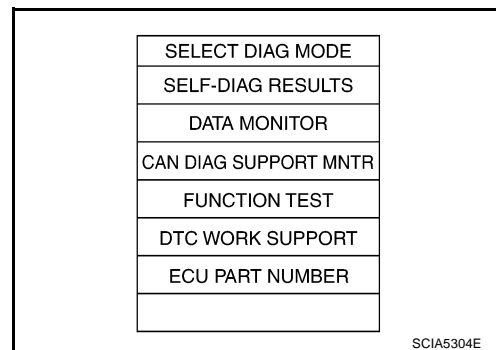 SELECT DIAG MODE
SELF-DIAG RESULTS
DATA MONITOR
CAN DIAG SUPPORT MNTR
FUNCTION TEST
DTC WORK SUPPORT
ECU PART NUMBER
SCIA5304E